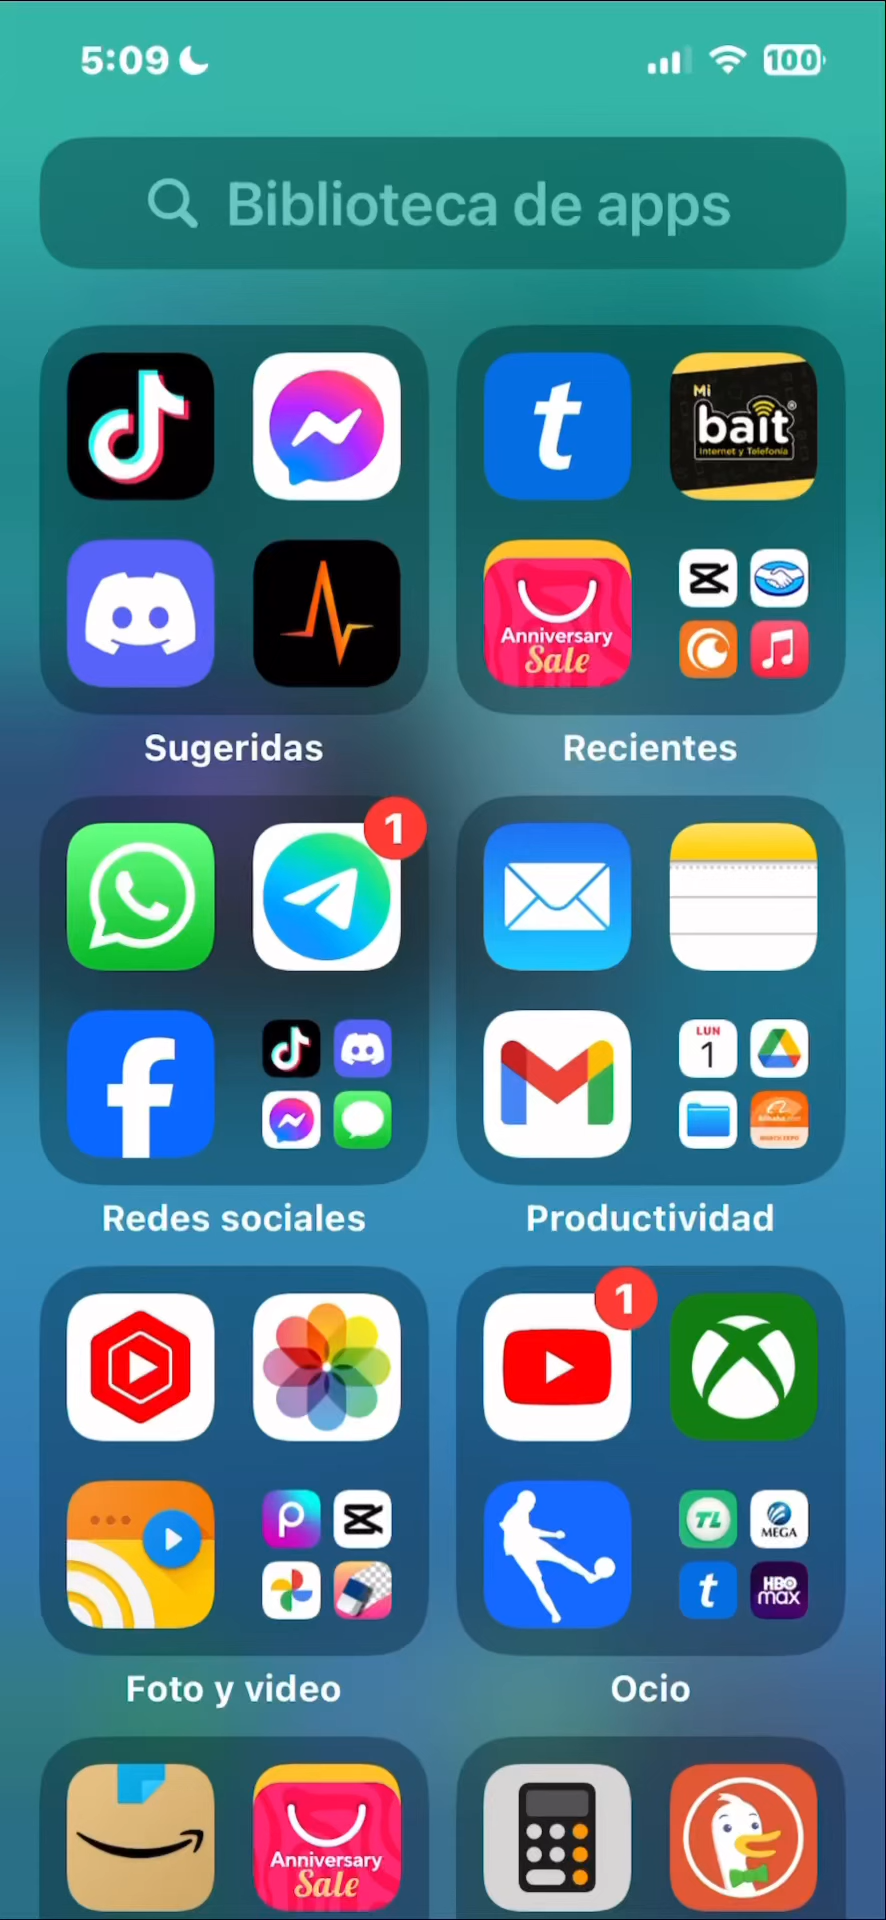 5:09
100
Biblioteca de apps
t
Mi
bait®
Internet y Telefonía
Anniversary
Sale
Sugeridas
Recientes
1
LUN
1
Redes sociales
Productividad
1
TL
MEGA
t
HBO
max
Foto y video
Ocio
Anniversary
Sale